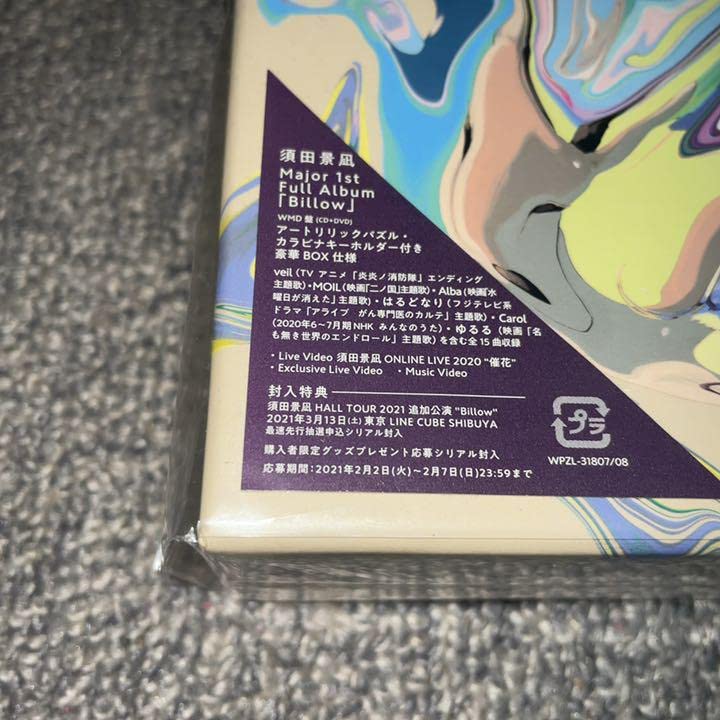 須田景凪
Major 1st
Full Album
「Billow」
WMD 盤 (CD+DVD)
アートリリックパズル・
カラビナキーホルダー付き
豪華 BOX 仕様
veil (TV アニメ「炎炎ノ消防隊」エンディング
主題歌)・MOIL (映画「二ノ国」主題歌)・Alba (映画「水
曜日が消えた」主題歌)・はるどなり (フジテレビ系
ドラマ「アライブ がん専門医のカルテ」主題歌)・Carol
(2020年6~7月期 NHK みんなのうた)・ゆるる (映画「名
も無き世界のエンドロール」主題歌) を含む全 15 曲収録
・Live Video 須田景凪 ONLINE LIVE 2020 "催花"
・Exclusive Live Video ・Music Video
封入特典
須田景凪 HALL TOUR 2021 追加公演 "Billow"
2021年3月13日(土) 東京 LINE CUBE SHIBUYA
最速先行抽選申込シリアル封入
購入者限定グッズプレゼント応募シリアル封入
応募期間:2021年2月2日(火)~2月7日(日)23:59まで
プラ
WPZL-31807/08